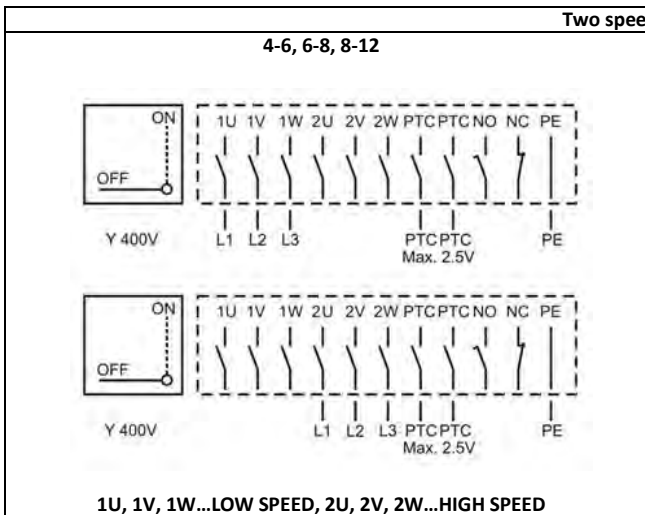 Two spee
4-6, 6-8, 8-12
ON 1U 1V 1W 2U 2V 2W PTC PTC NO NC PE
OFF
Y 400V L1 L2 L3 PTC PTC PE
Max. 2.5V
ON 1U 1V 1W 2U 2V 2W PTC PTC NO NC PE
OFF
Y 400V L1 L2 L3 PTC PTC PE
Max. 2.5V
1U, 1V, 1W...LOW SPEED, 2U, 2V, 2W...HIGH SPEED